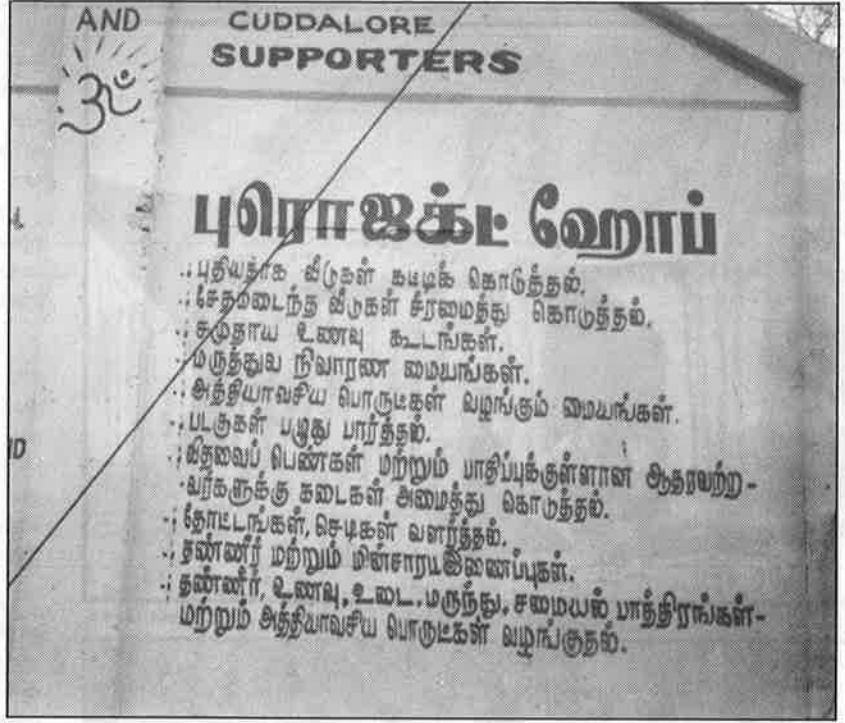 AND
CUDDALORE
SUPPORTERS
ௐ
புரொஜக்ட் ஹோப்
புதியதாக வீடுகள் கட்டிக் கொடுத்தல்.
சேதமடைந்த வீடுகள் சீரமைத்து கொடுத்தல்.
சமுதாய உணவு கூடங்கள்.
மருத்துவ நிவாரண மையங்கள்.
அத்தியாவசிய பொருட்கள் வழங்கும் மையங்கள்.
படகுகள் பழுது பார்த்தல்.
விதவைப் பெண்கள் மற்றும் பாதிப்புக்குள்ளான ஆதரவற்ற-
வர்களுக்கு கடைகள் அமைத்து கொடுத்தல்.
தோட்டங்கள், செடிகள் வளர்த்தல்.
தண்ணீர் மற்றும் மின்சார இணைப்புகள்.
தண்ணீர், உணவு, உடை, மருந்து, சமையல் பாத்திரங்கள்-
மற்றும் அத்தியாவசிய பொருட்கள் வழங்குதல்.